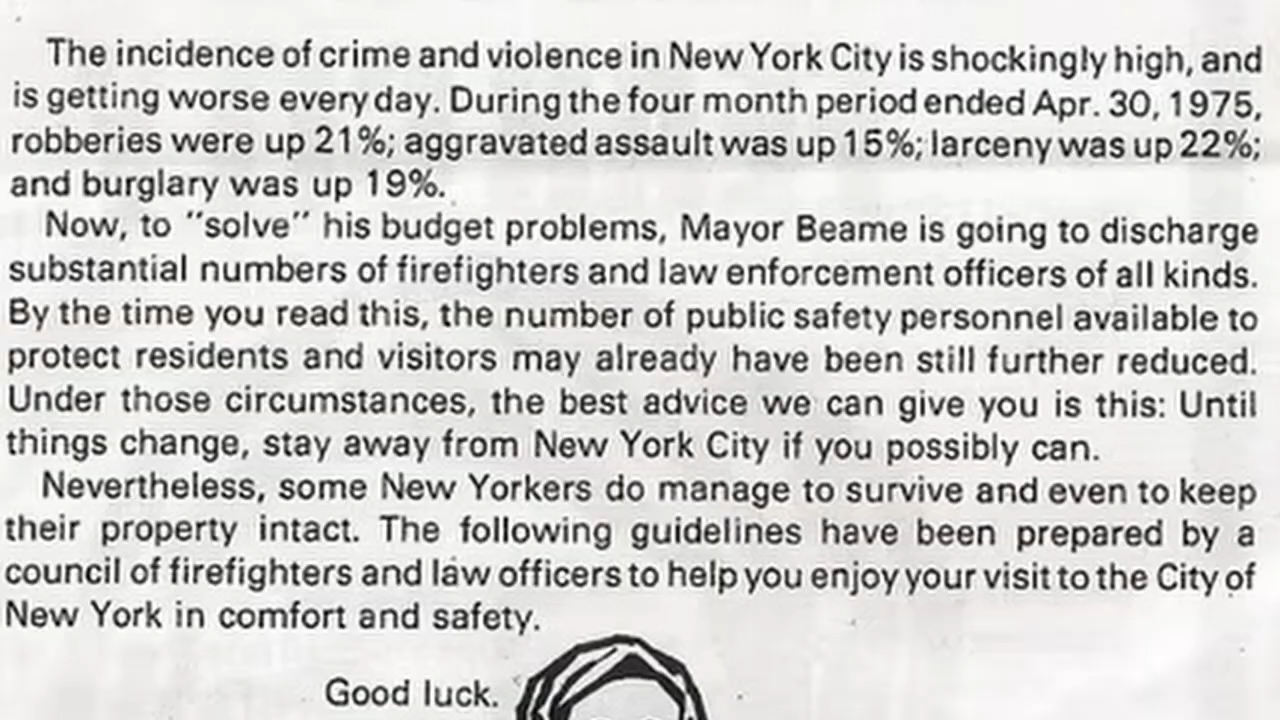 The incidence of crime and violence in New York City is shockingly high, and
is getting worse every day. During the four month period ended Apr. 30, 1975,
robberies were up 21%; aggravated assault was up 15%; larceny was up 22%;
and burglary was up 19%.
Now, to "solve" his budget problems, Mayor Beame is going to discharge
substantial numbers of firefighters and law enforcement officers of all kinds.
By the time you read this, the number of public safety personnel available to
protect residents and visitors may already have been still further reduced.
Under those circumstances, the best advice we can give you is this: Until
things change, stay away from New York City if you possibly can.
Nevertheless, some New Yorkers do manage to survive and even to keep
their property intact. The following guidelines have been prepared by a
council of firefighters and law officers to help you enjoy your visit to the City of
New York in comfort and safety.
Good luck.